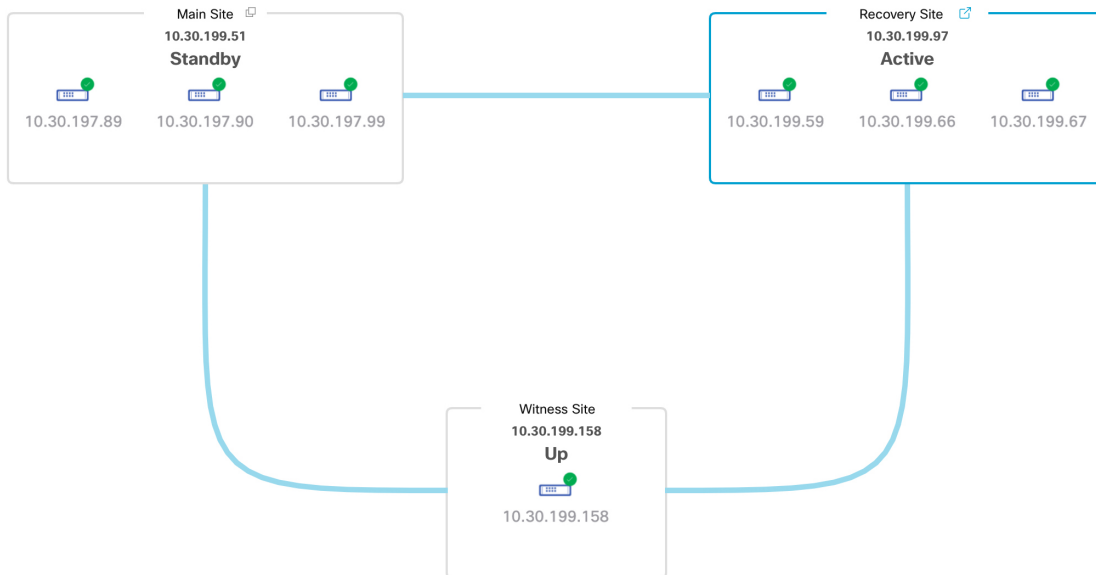 Main Site
10.30.199.51
Standby
10.30.197.89 10.30.197.90 10.30.197.99
Recovery Site
10.30.199.97
Active
10.30.199.59 10.30.199.66 10.30.199.67
Witness Site
10.30.199.158
Up
10.30.199.158